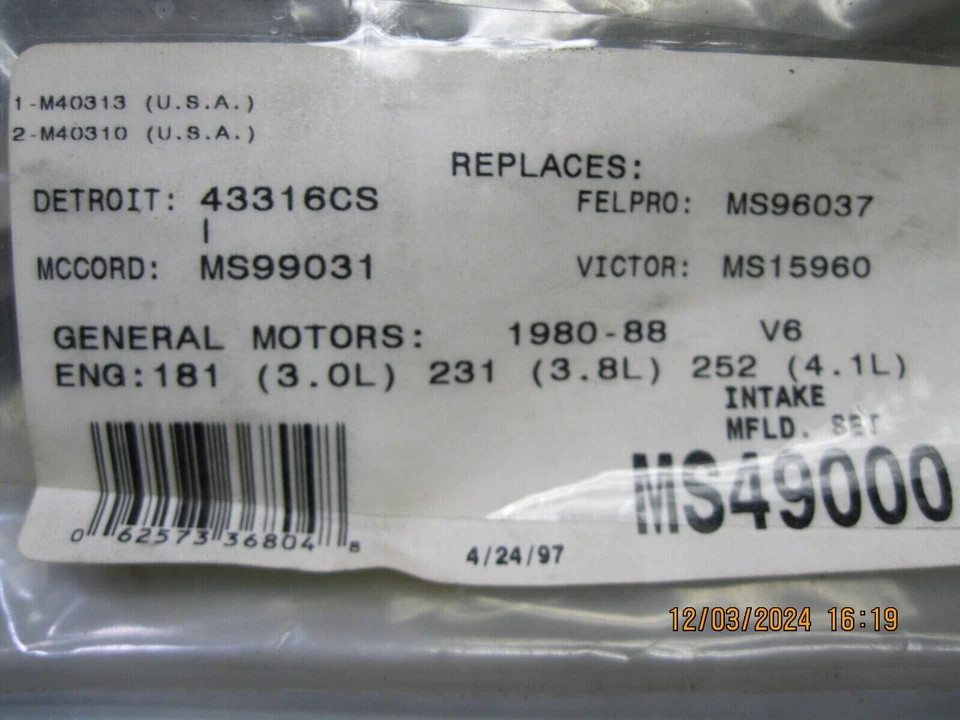 1-M40313 (U.S.A.)
2-M40310 (U.S.A.)
REPLACES:
DETROIT: 43316CS FELPRO: MS96037
MCCORD: MS99031 VICTOR: MS15960
GENERAL MOTORS: 1980-88 V6
ENG:181 (3.0L) 231 (3.8L) 252 (4.1L)
INTAKE
MFLD. SET
MS49000
0 62573 36804 8
4/24/97
12/03/2024 16:19